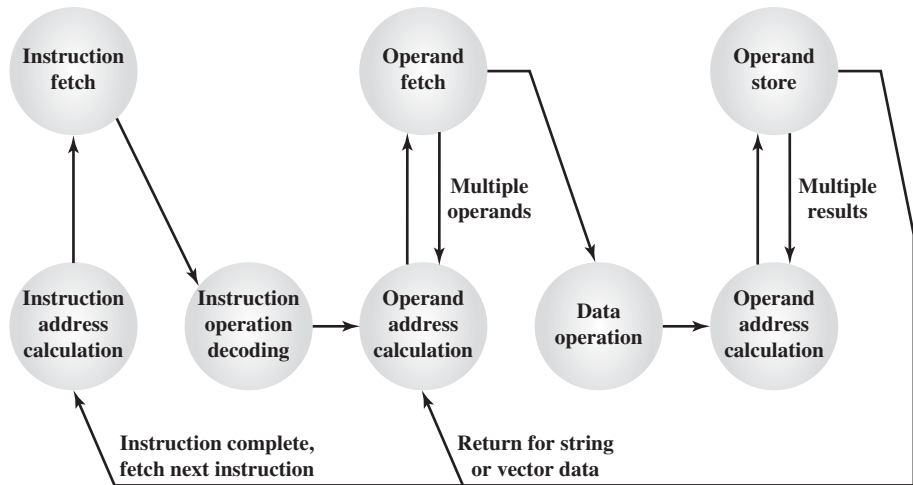 Instruction
fetch
Operand
fetch
Operand
store
Multiple
operands
Multiple
results
Instruction
address
calculation
Instruction
operation
decoding
Operand
address
calculation
Data
operation
Operand
address
calculation
Instruction complete,
fetch next instruction
Return for string
or vector data